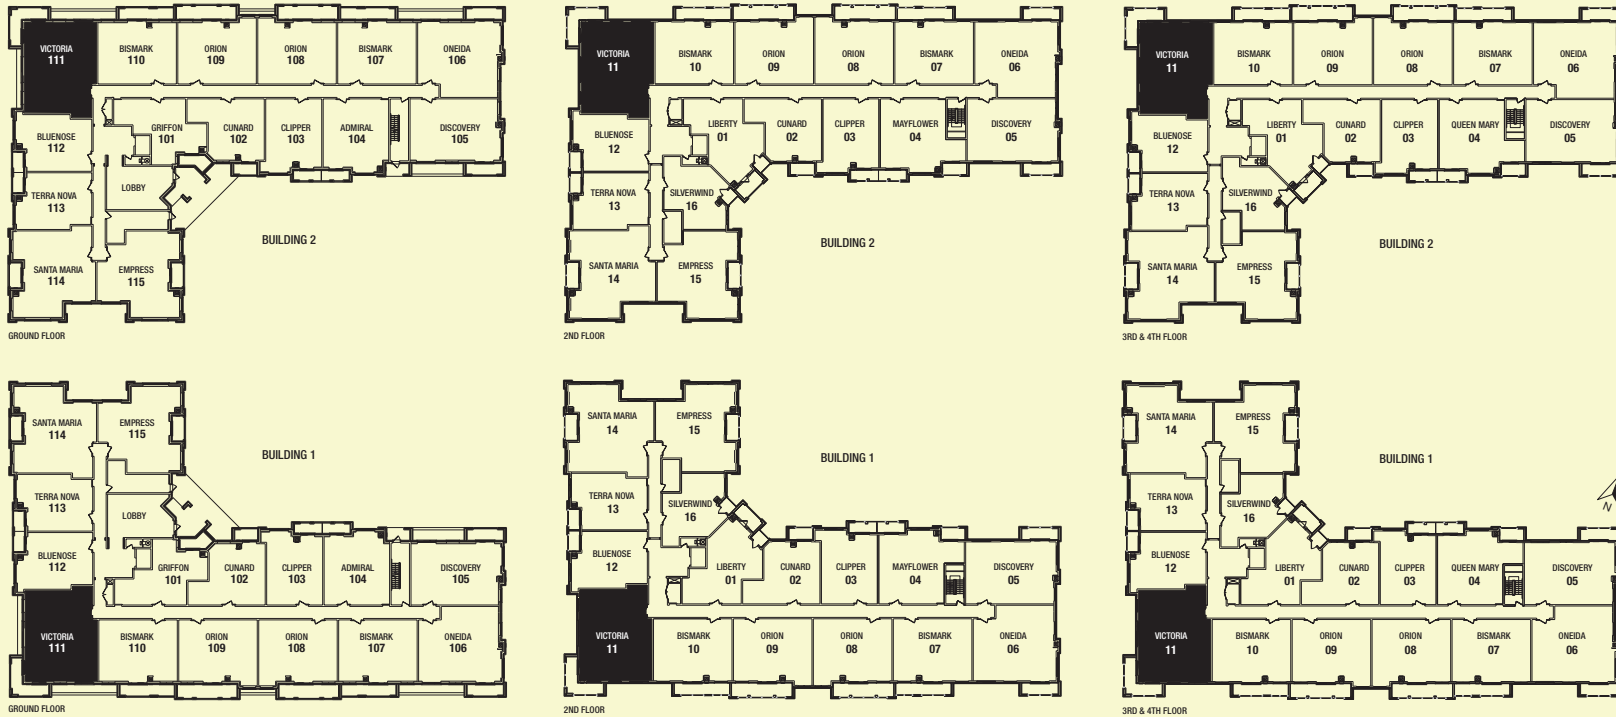 VICTORIA
111
BISMARK
110
ORION
109
ORION
108
BISMARK
107
ONEIDA
106
GRIFFON
101
CUNARD
102
CLIPPER
103
ADMIRAL
104
DISCOVERY
105
BLUENOSE
112
TERRA NOVA
113
LOBBY
SANTA MARIA
114
EMPRESS
115
BUILDING 2
GROUND FLOOR
VICTORIA
11
BISMARK
10
ORION
09
ORION
08
BISMARK
07
ONEIDA
06
LIBERTY
01
CUNARD
02
CLIPPER
03
MAYFLOWER
04
DISCOVERY
05
BLUENOSE
12
TERRA NOVA
13
SILVERWIND
16
SANTA MARIA
14
EMPRESS
15
BUILDING 2
2ND FLOOR
VICTORIA
11
BISMARK
10
ORION
09
ORION
08
BISMARK
07
ONEIDA
06
LIBERTY
01
CUNARD
02
CLIPPER
03
QUEEN MARY
04
DISCOVERY
05
BLUENOSE
12
TERRA NOVA
13
SILVERWIND
16
SANTA MARIA
14
EMPRESS
15
BUILDING 2
3RD & 4TH FLOOR
SANTA MARIA
114
EMPRESS
115
BUILDING 1
TERRA NOVA
113
LOBBY
BLUENOSE
112
GRIFFON
101
CUNARD
102
CLIPPER
103
ADMIRAL
104
DISCOVERY
105
VICTORIA
111
BISMARK
110
ORION
109
ORION
108
BISMARK
107
ONEIDA
106
GROUND FLOOR
SANTA MARIA
14
EMPRESS
15
BUILDING 1
TERRA NOVA
13
SILVERWIND
16
BLUENOSE
12
LIBERTY
01
CUNARD
02
CLIPPER
03
MAYFLOWER
04
DISCOVERY
05
VICTORIA
11
BISMARK
10
ORION
09
ORION
08
BISMARK
07
ONEIDA
06
2ND FLOOR
SANTA MARIA
14
EMPRESS
15
BUILDING 1
TERRA NOVA
13
SILVERWIND
16
N
BLUENOSE
12
LIBERTY
01
CUNARD
02
CLIPPER
03
QUEEN MARY
04
DISCOVERY
05
VICTORIA
11
BISMARK
10
ORION
09
ORION
08
BISMARK
07
ONEIDA
06
3RD & 4TH FLOOR